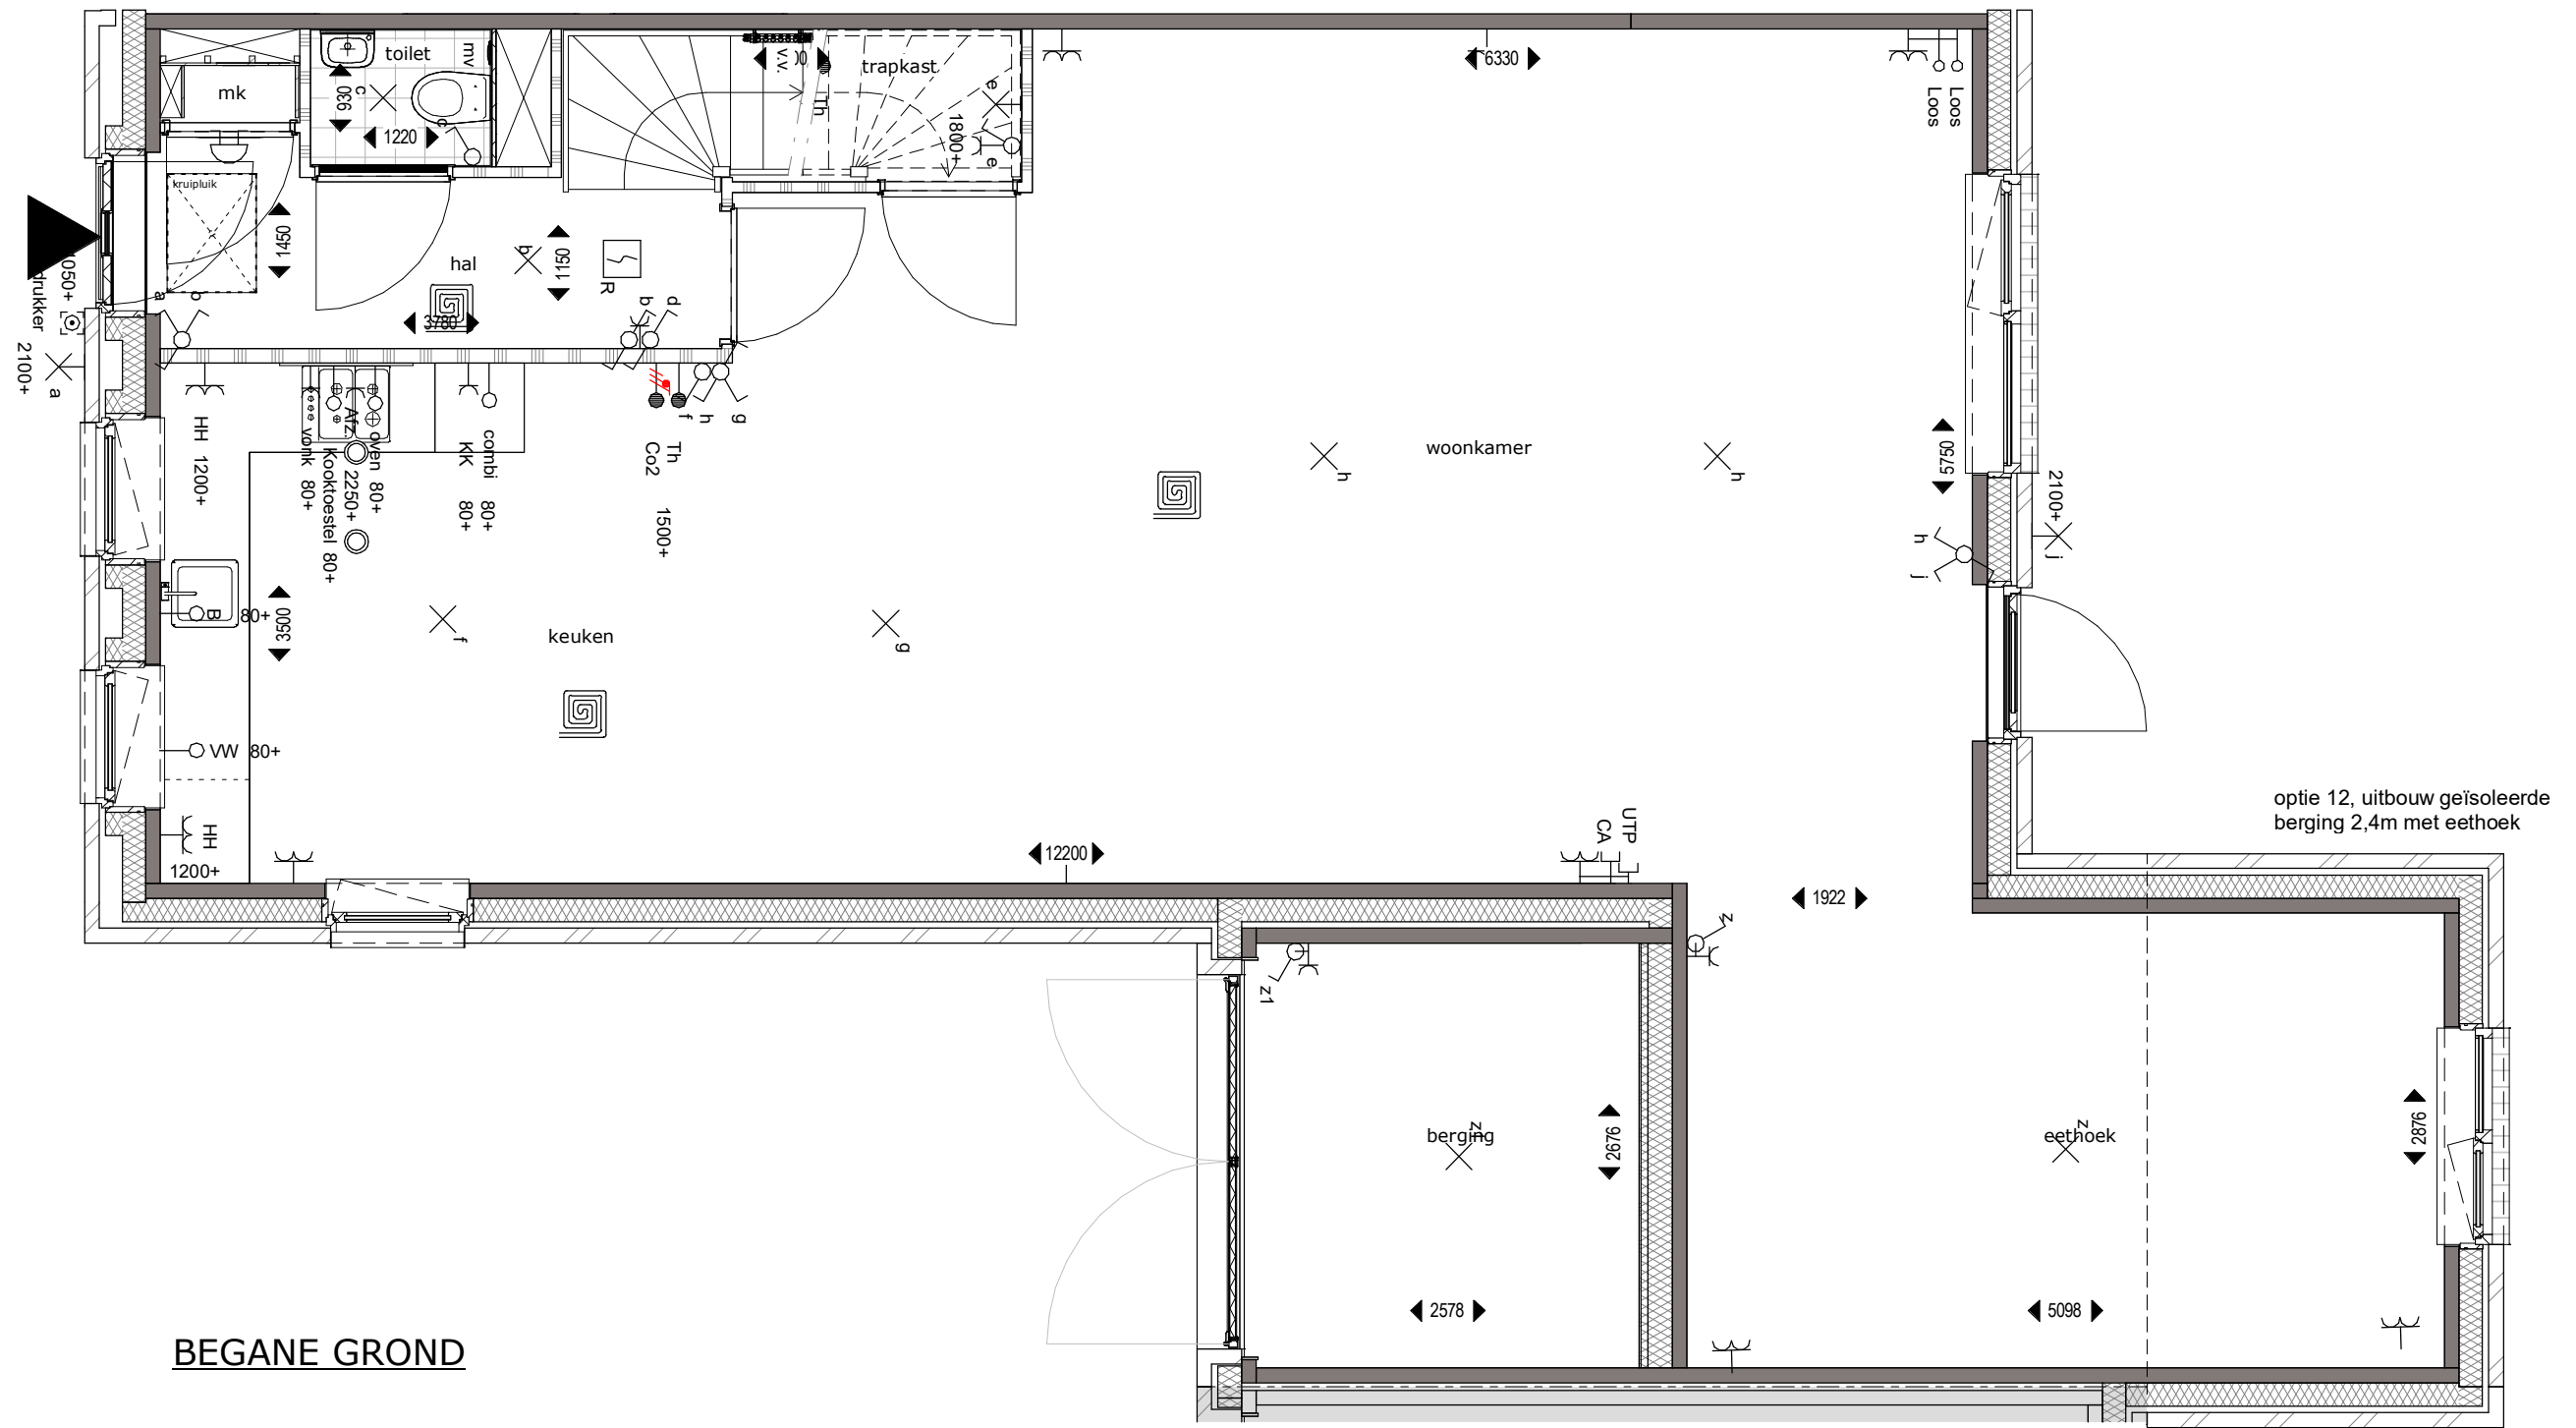 toilet
mv
v.v.
trapkast
6330
mk
930
c
1220
c
Th
1800+
e
e
Loos
Loos
kruipluik
1450
hal
b
1150
R
3780
b
d
1050+
drukker
2100+
a
a
b
HH 1200+
vonk 80+
Kooktoestel 80+
Afz.
2250+
oven 80+
KK 80+
combi 80+
Co2
Th
1500+
f
h
g
woonkamer
h
h
5750
2100+
j
h
j
B 80+
3500
keuken
f
g
VW 80+
HH
1200+
12200
CA
UTP
1922
optie 12, uitbouw geïsoleerde
berging 2,4m met eethoek
z
z1
berging
z1
2676
eethoek
z
2876
2578
5098
BEGANE GROND